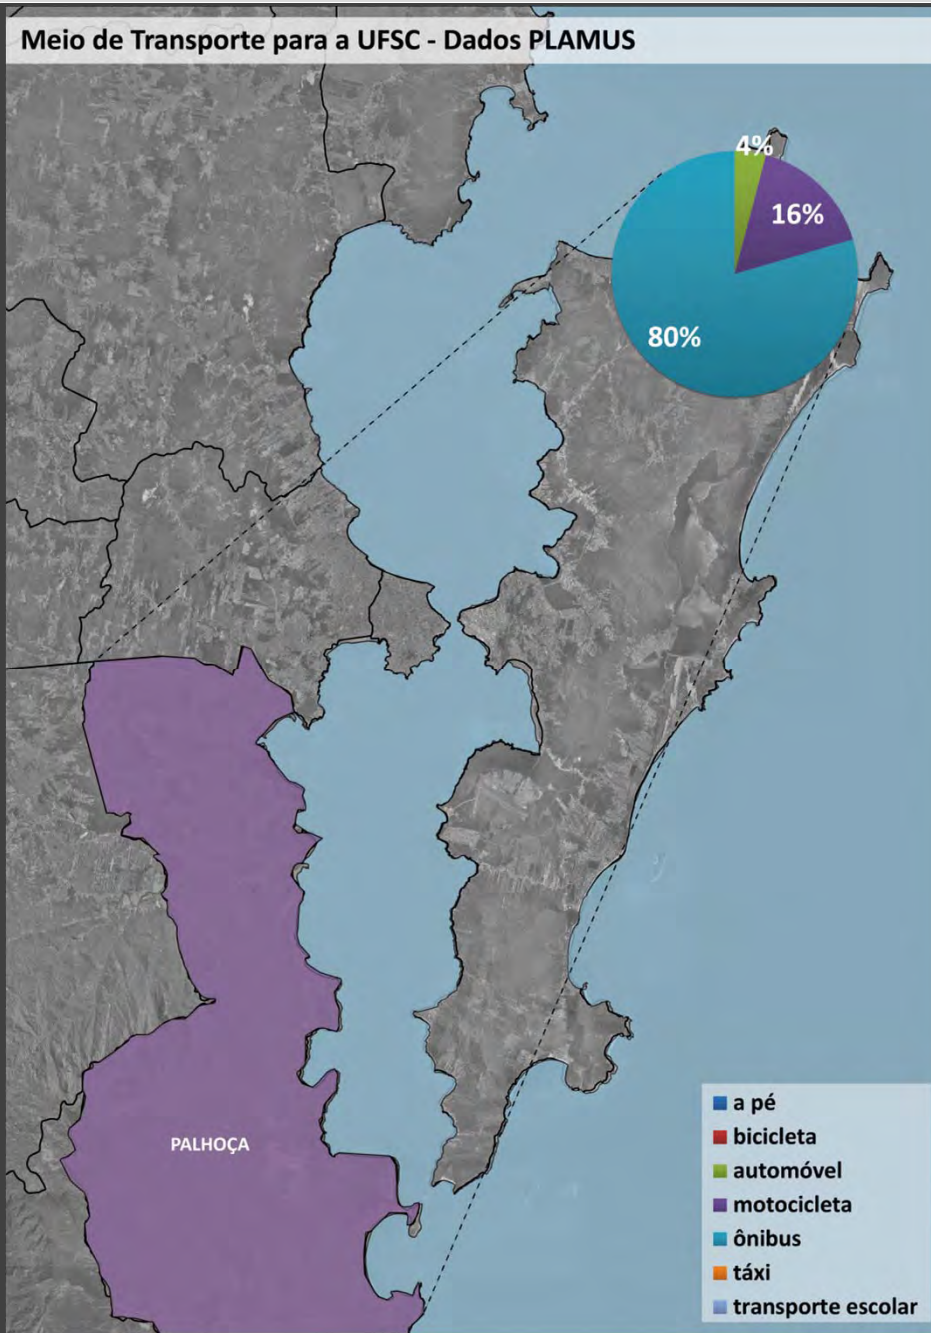 Meio de Transporte para a UFSC - Dados PLAMUS
4%
16%
80%
PALHOÇA
a pé
bicicleta
automóvel
motocicleta
ônibus
táxi
transporte escolar